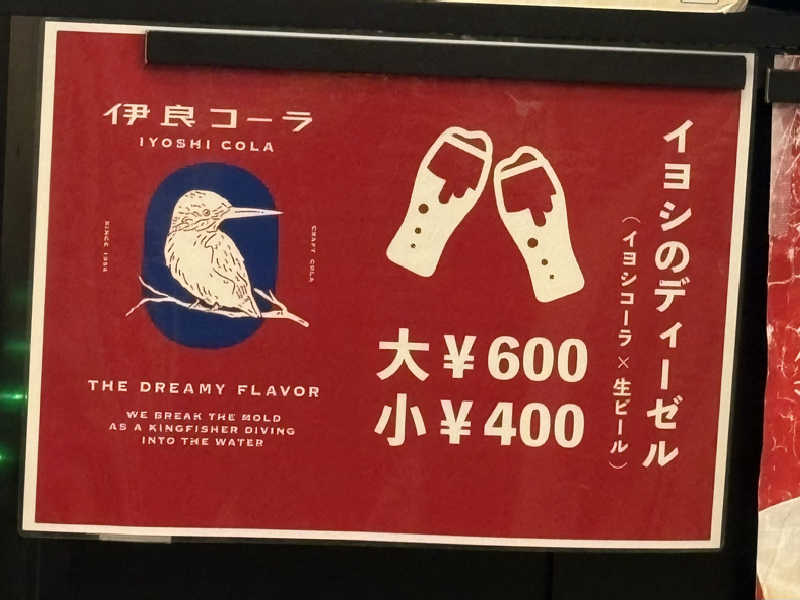 伊良コーラ
IYOSHI COLA
SINCE 1954
CRAFT COLA
THE DREAMY FLAVOR
WE BREAK THE MOLD
AS A KINGFISHER DIVING
INTO THE WATER
イヨシのディーゼル
(イヨシコーラ×生ビール)
大¥600
小¥400